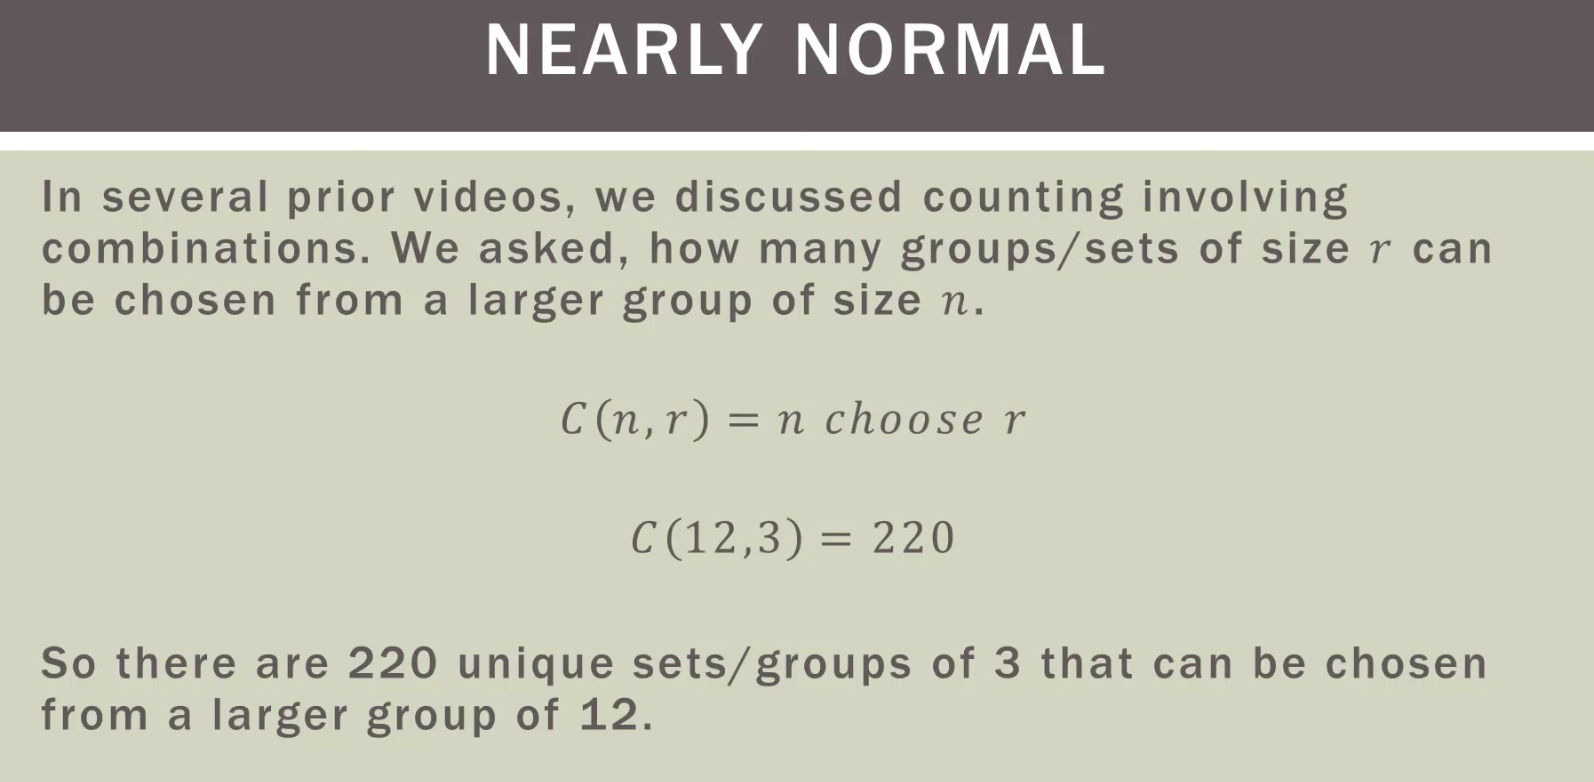 NEARLY NORMAL
In several prior videos, we discussed counting involving
combinations. We asked, how many groups/sets of size r can
be chosen from a larger group of size n.
C(n, r) = n choose r
C(12,3) = 220
So there are 220 unique sets/groups of 3 that can be chosen
from a larger group of 12.